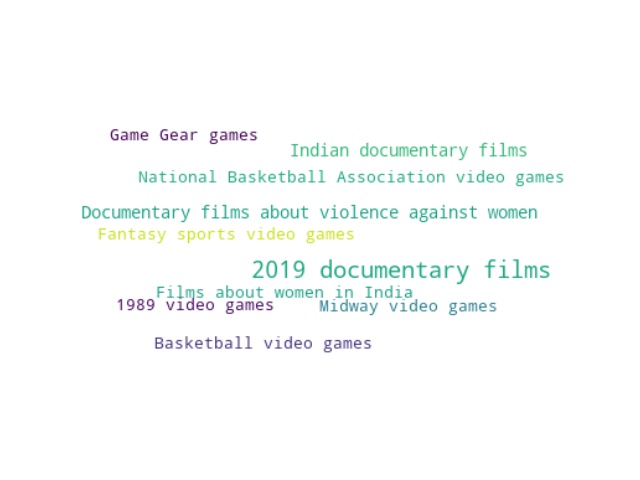 Game Gear games
Indian documentary films
National Basketball Association video games
Documentary films about violence against women
Fantasy sports video games
2019 documentary films
Films about women in India
1989 video games
Midway video games
Basketball video games